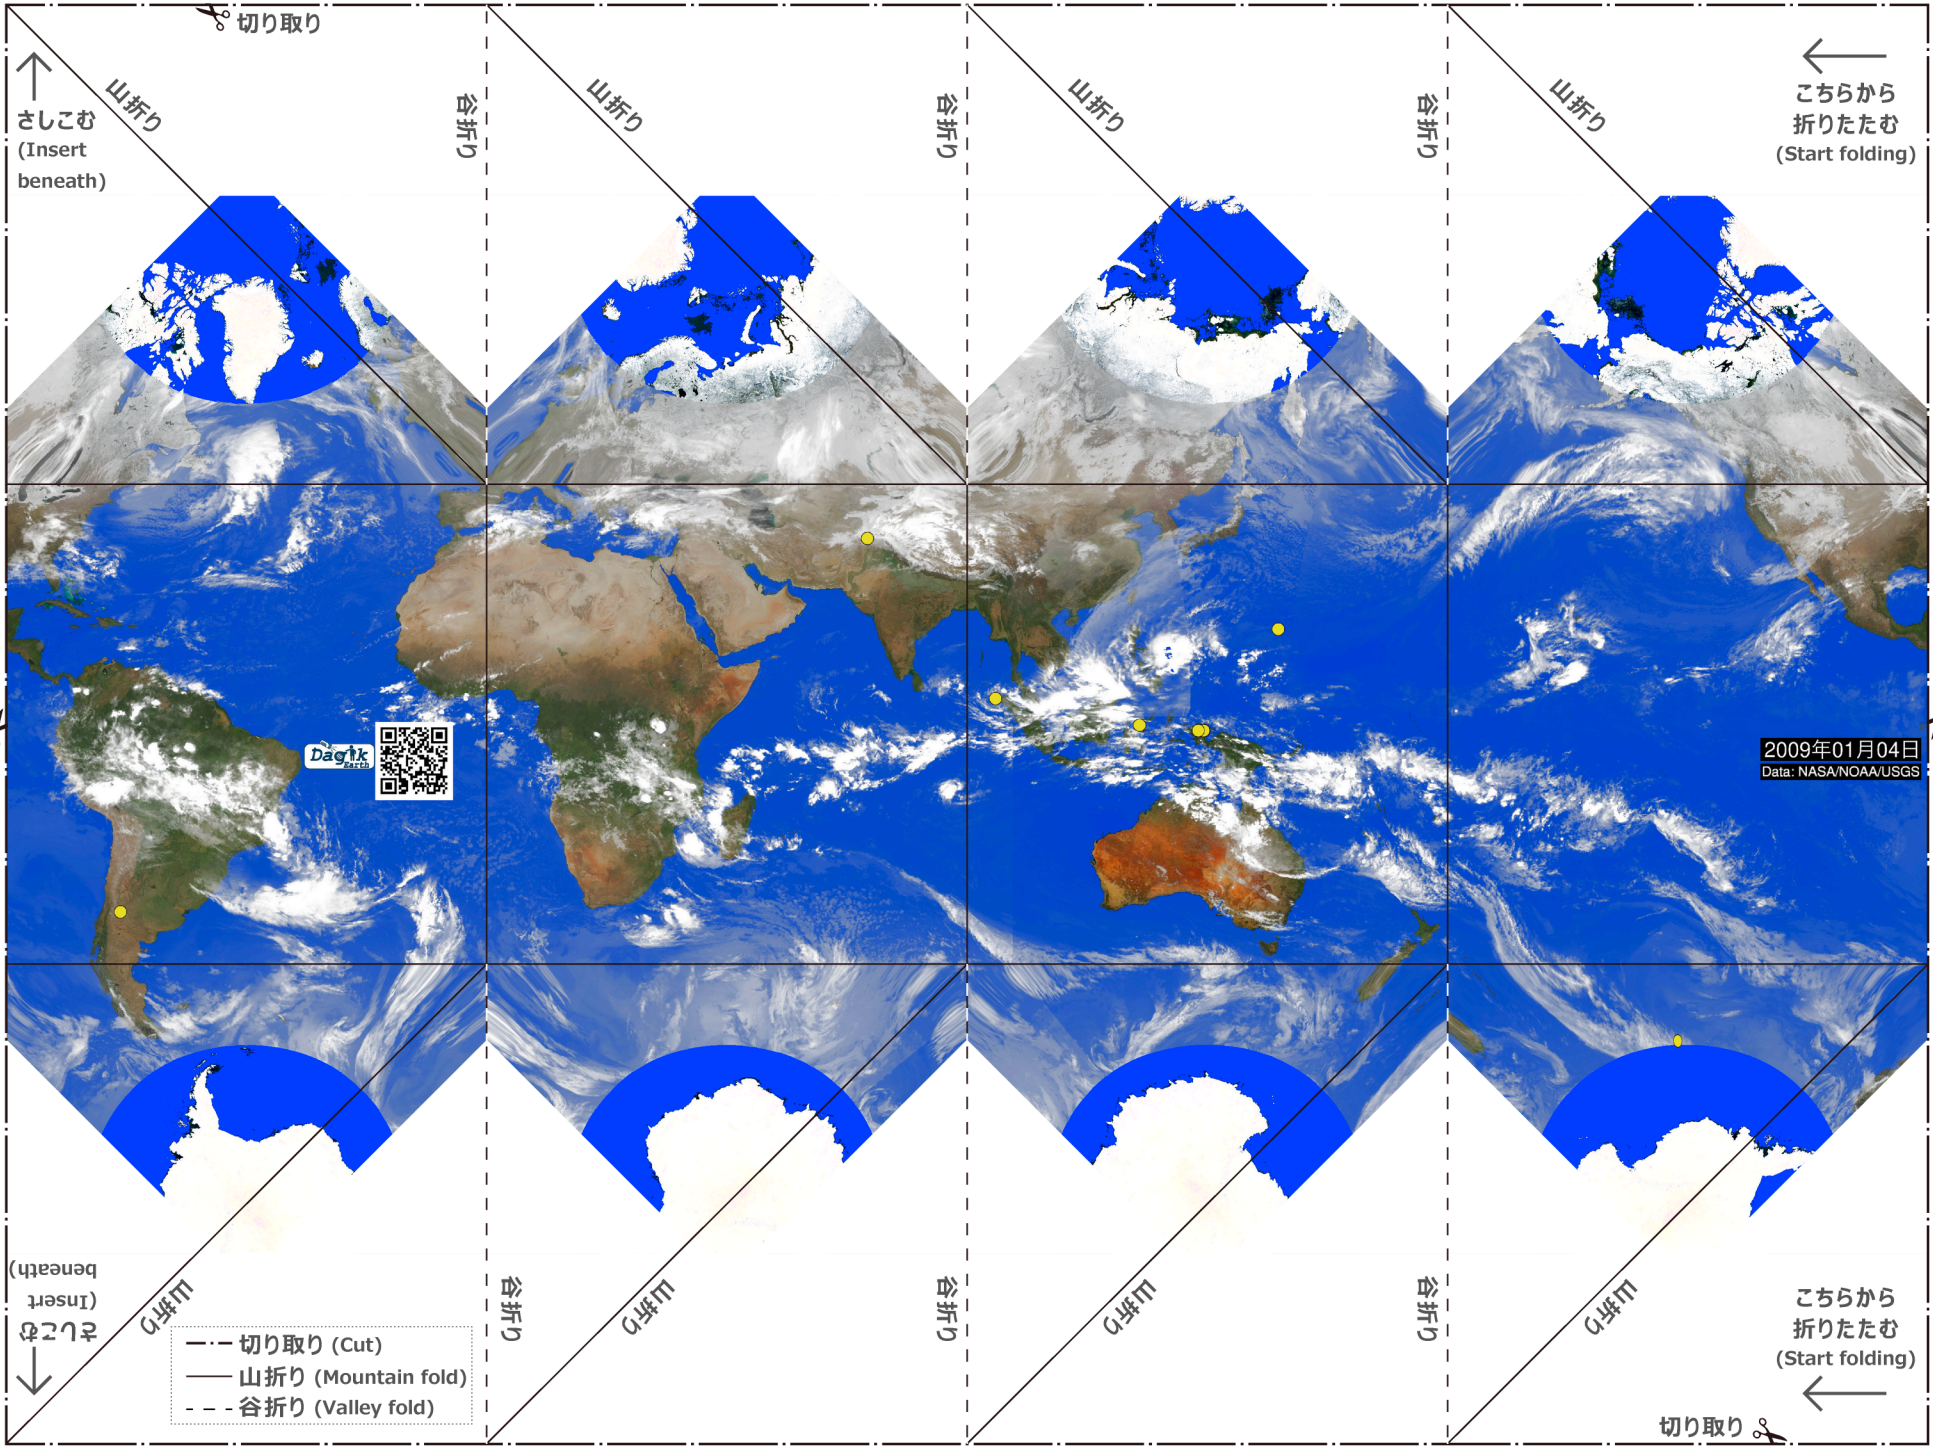 切り取り
山折り
谷折り
山折り
谷折り
山折り
谷折り
山折り
さしこむ
(Insert
beneath)
こちらから
折りたたむ
(Start folding)
Dagik
Earth
2009年01月04日
Data: NASA/NOAA/USGS
さしこむ
(Insert
beneath)
山折り
谷折り
山折り
谷折り
山折り
谷折り
山折り
切り取り (Cut)
山折り (Mountain fold)
谷折り (Valley fold)
こちらから
折りたたむ
(Start folding)
切り取り